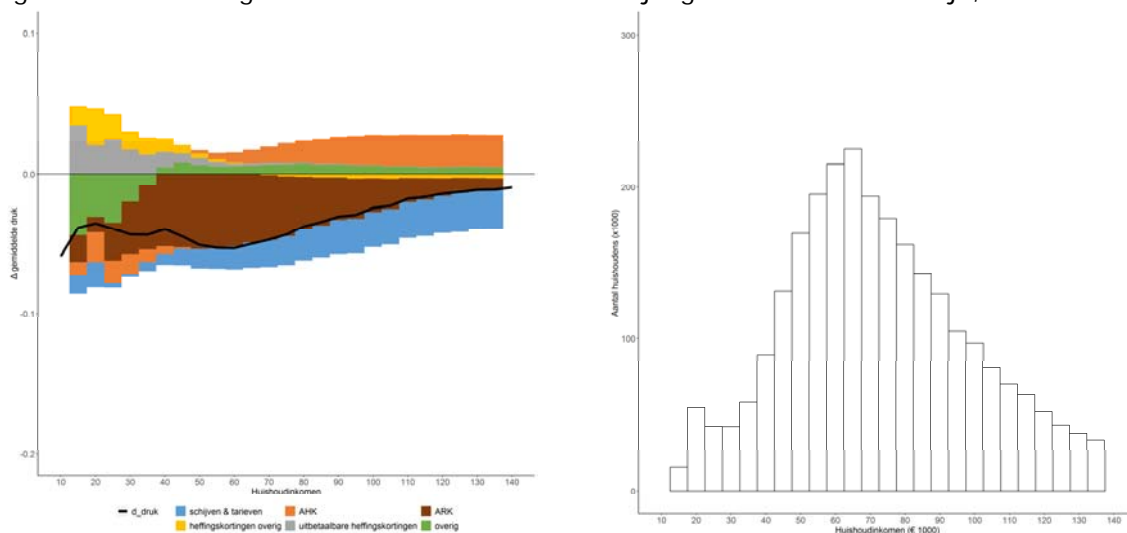 0.1
0.0
-0.1
-0.2
Δ gemiddelde druk
10 20 30 40 50 60 70 80 90 100 110 120 130 140
Huishoudinkomen
d_druk
schijven & tarieven
AHK
ARK
heffingskortingen overig
uitbetaalbare heffingskortingen
overig
300
200
100
0
Aantal huishoudens (x1000)
10 20 30 40 50 60 70 80 90 100 110 120 130 140
Huishoudinkomen (€ 1000)